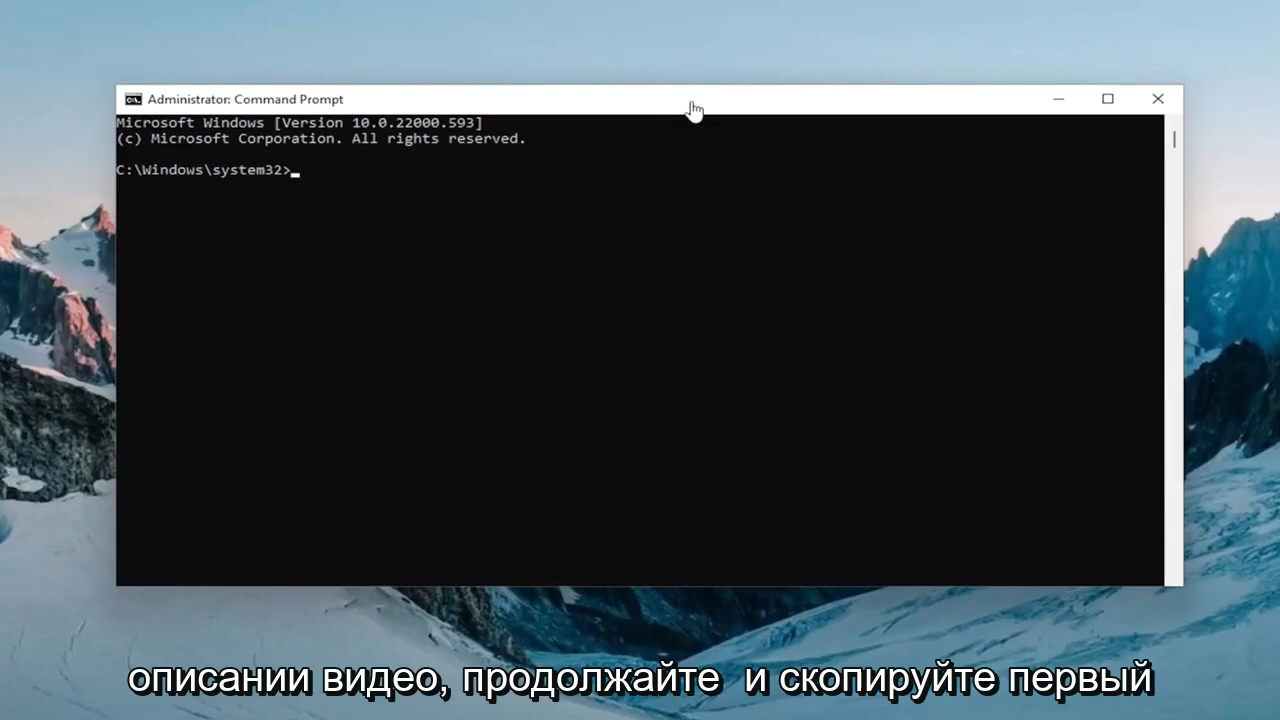 Administrator: Command Prompt
Microsoft Windows [Version 10.0.22000.593]
(c) Microsoft Corporation. All rights reserved.
C:\Windows\system32>
описании видео, продолжайте и скопируйте первый